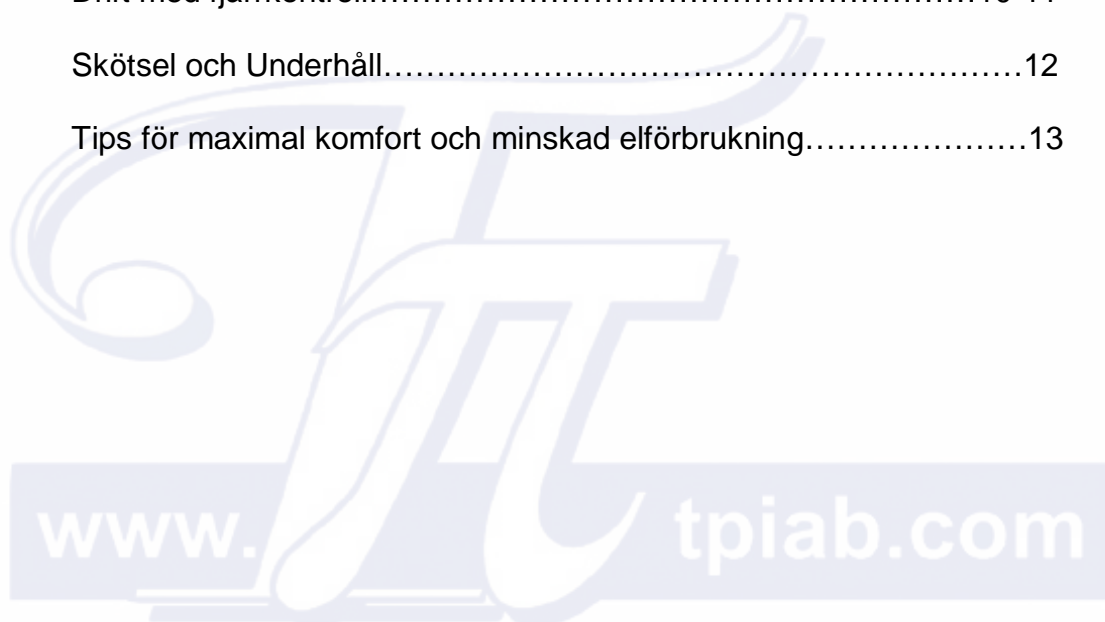 Skötsel och Underhåll……………………………………………………12
Tips för maximal komfort och minskad elförbrukning…………………13
www. tpiab.com